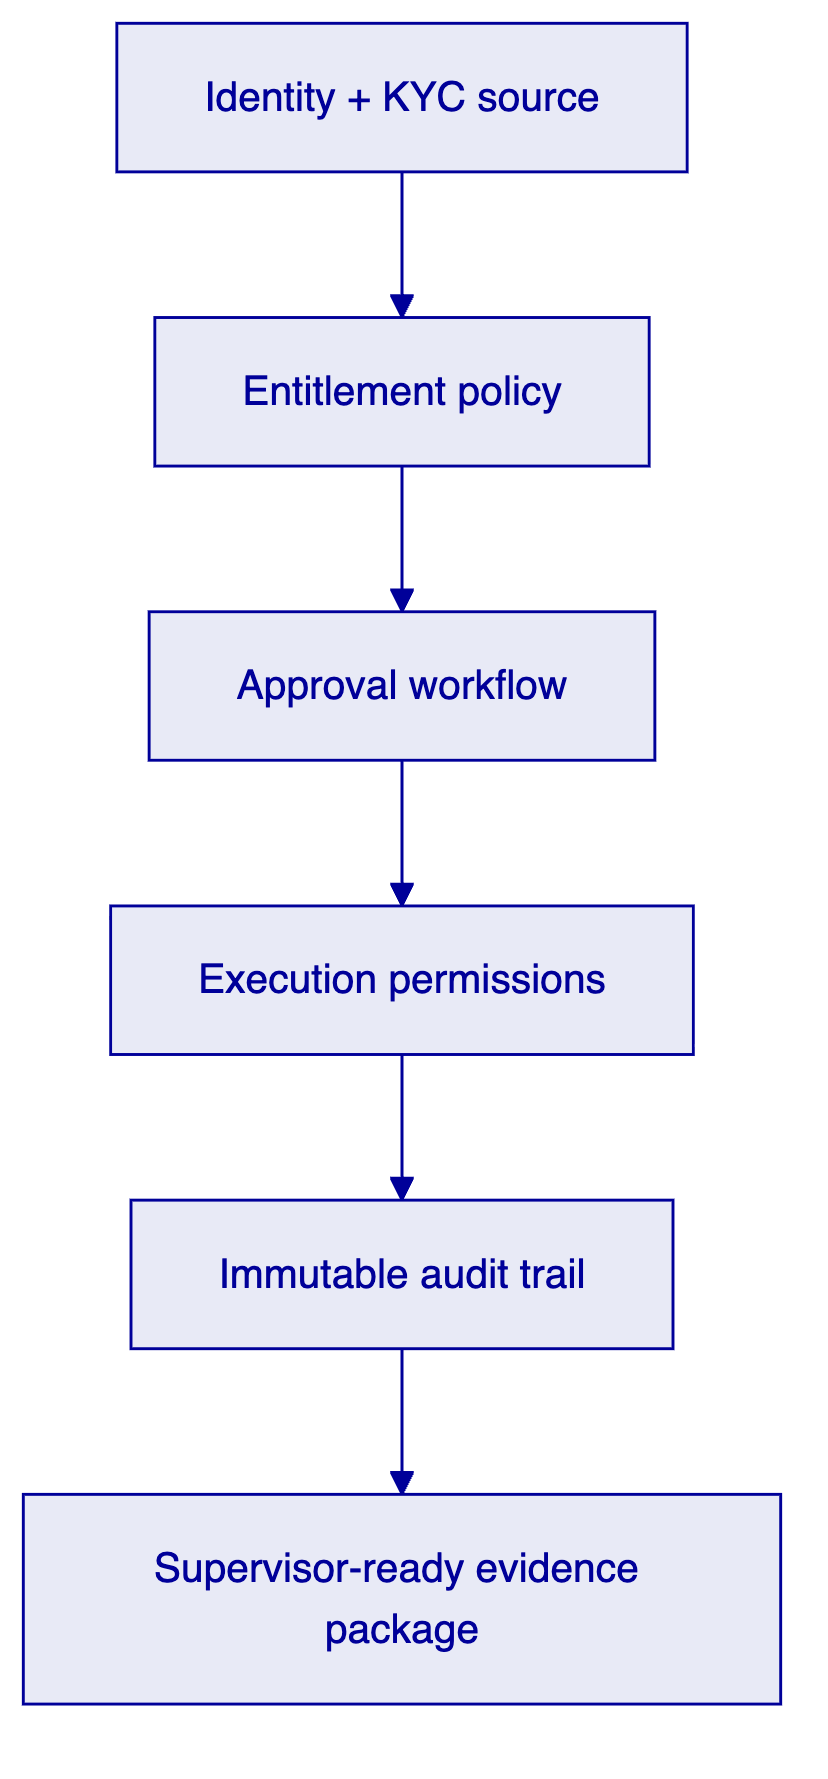 Identity + KYC source
Entitlement policy
Approval workflow
Execution permissions
Immutable audit trail
Supervisor-ready evidence
package